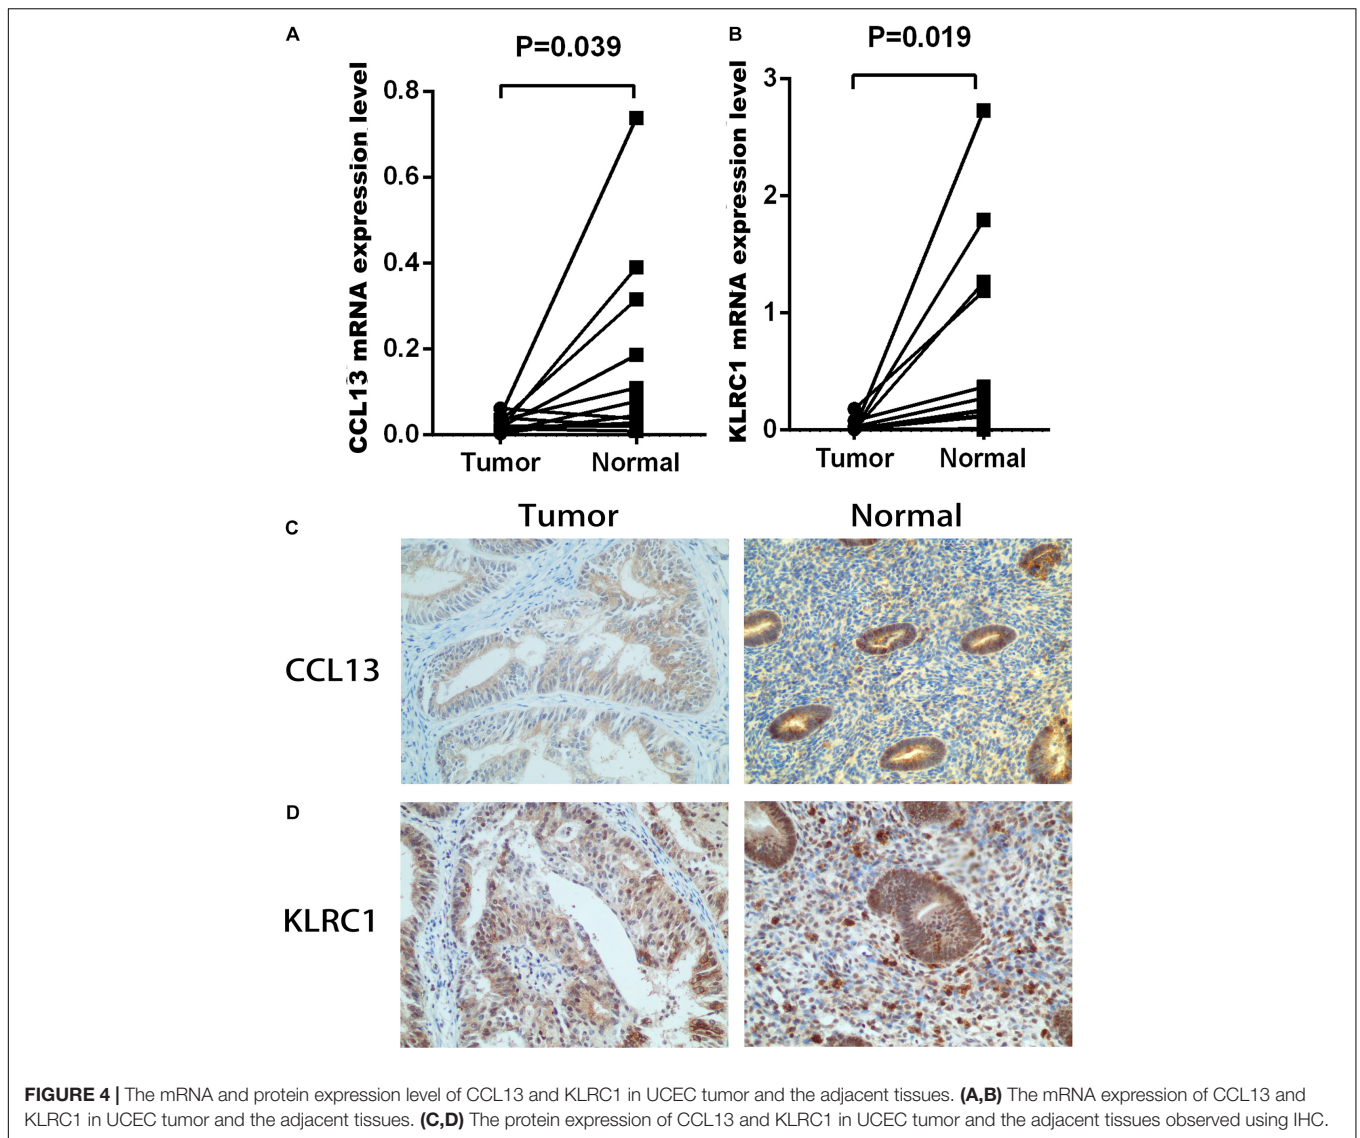 A
P=0.039
CCL13 mRNA expression level
0.8
0.6
0.4
0.2
0.0
Tumor Normal
B
P=0.019
KLRC1 mRNA expression level
3
2
1
0
Tumor Normal
C
Tumor Normal
CCL13
D
KLRC1
FIGURE 4 | The mRNA and protein expression level of CCL13 and KLRC1 in UCEC tumor and the adjacent tissues. (A,B) The mRNA expression of CCL13 and
KLRC1 in UCEC tumor and the adjacent tissues. (C,D) The protein expression of CCL13 and KLRC1 in UCEC tumor and the adjacent tissues observed using IHC.